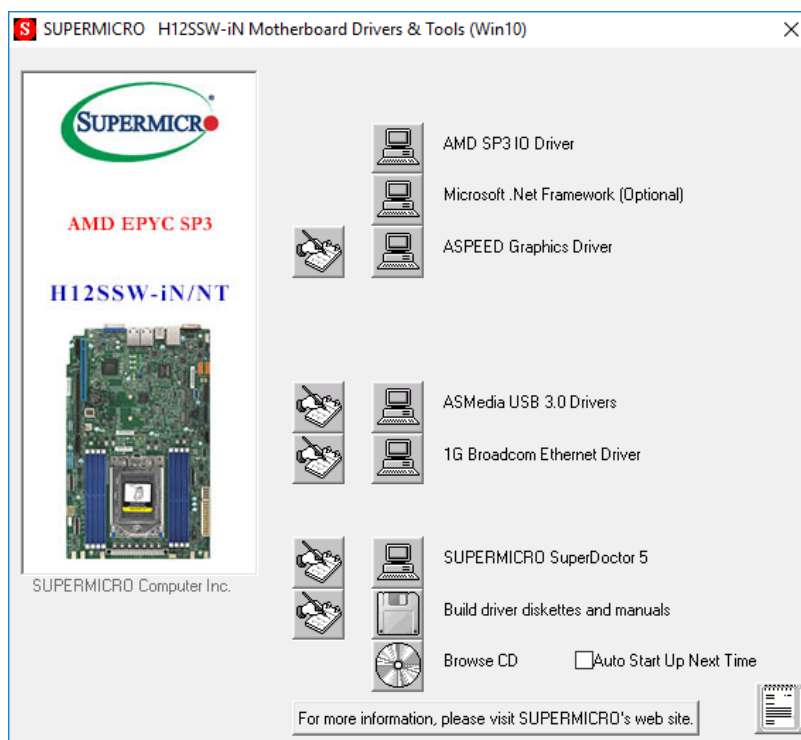 S SUPERMICRO H12SSW-iN Motherboard Drivers & Tools (Win10)
SUPERMICR
AMD EPYC SP3
H12SSW-iN/NT
SUPERMICRO Computer Inc.
AMD SP3 IO Driver
Microsoft .Net Framework (Optional)
ASPEED Graphics Driver
ASMedia USB 3.0 Drivers
1G Broadcom Ethernet Driver
SUPERMICRO SuperDoctor 5
Build driver diskettes and manuals
Browse CD Auto Start Up Next Time
For more information, please visit SUPERMICRO's web site.